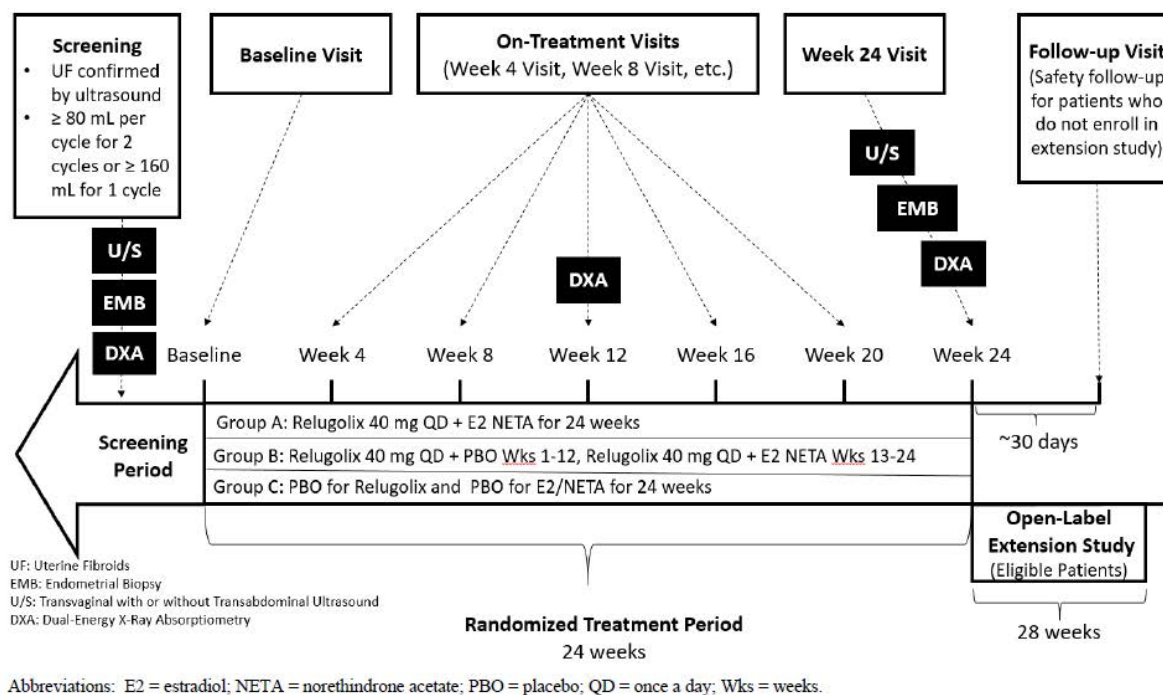 Screening
• UF confirmed
by ultrasound
• ≥ 80 mL per
cycle for 2
cycles or ≥ 160
mL for 1 cycle
Baseline Visit
On-Treatment Visits
(Week 4 Visit, Week 8 Visit, etc.)
Week 24 Visit
Follow-up Visit
(Safety follow-up
for patients who
do not enroll in
extension study)
U/S
EMB
DXA
DXA
U/S
EMB
DXA
Baseline
Week 4
Week 8
Week 12
Week 16
Week 20
Week 24
Screening
Period
Group A: Relugolix 40 mg QD + E2 NETA for 24 weeks
Group B: Relugolix 40 mg QD + PBO Wks 1-12, Relugolix 40 mg QD + E2 NETA Wks 13-24
Group C: PBO for Relugolix and PBO for E2/NETA for 24 weeks
~30 days
Open-Label
Extension Study
(Eligible Patients)
28 weeks
Randomized Treatment Period
24 weeks
UF: Uterine Fibroids
EMB: Endometrial Biopsy
U/S: Transvaginal with or without Transabdominal Ultrasound
DXA: Dual-Energy X-Ray Absorptiometry
Abbreviations: E2 = estradiol; NETA = norethindrone acetate; PBO = placebo; QD = once a day; Wks = weeks.